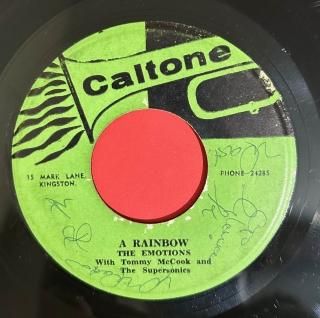 Caltone
15 MARK LANE,
KINGSTON.
PHONE-24285
A RAINBOW
THE EMOTIONS
With Tommy McCook and
The Supersonics